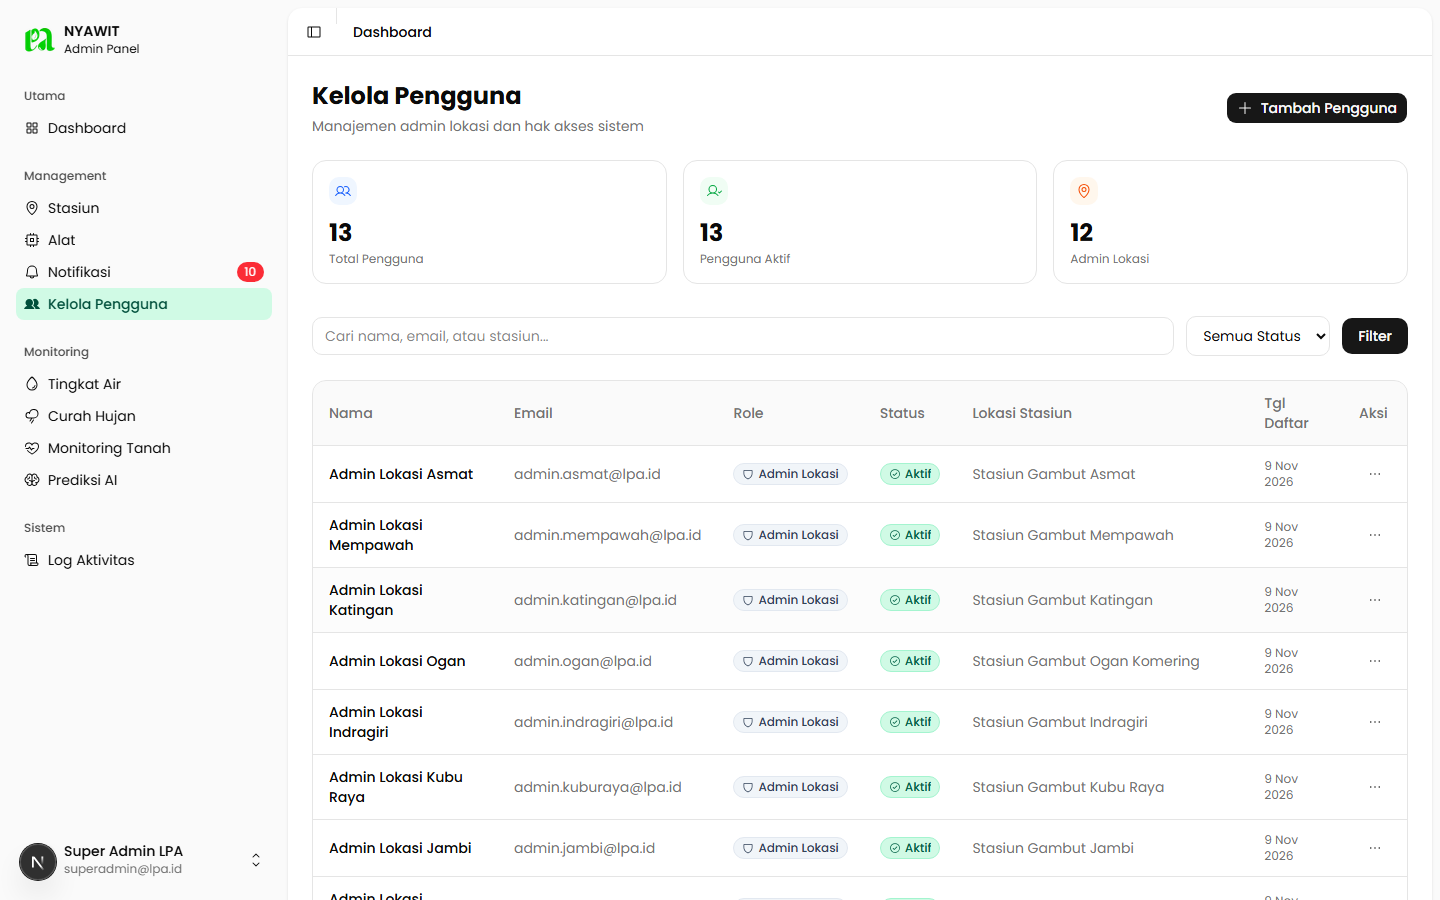 NYAWIT
Admin Panel
Utama
Dashboard
Management
Stasiun
Alat
Notifikasi
10
Kelola Pengguna
Monitoring
Tingkat Air
Curah Hujan
Monitoring Tanah
Prediksi AI
Sistem
Log Aktivitas
N
Super Admin LPA
superadmin@lpa.id
Dashboard
Kelola Pengguna
Manajemen admin lokasi dan hak akses sistem
Tambah Pengguna
13
Total Pengguna
13
Pengguna Aktif
12
Admin Lokasi
Cari nama, email, atau stasiun...
Semua Status
Filter
Nama Email Role Status Lokasi Stasiun Tgl Daftar Aksi
Admin Lokasi Asmat admin.asmat@lpa.id Admin Lokasi Aktif Stasiun Gambut Asmat 9 Nov 2026 ...
Admin Lokasi Mempawah admin.mempawah@lpa.id Admin Lokasi Aktif Stasiun Gambut Mempawah 9 Nov 2026 ...
Admin Lokasi Katingan admin.katingan@lpa.id Admin Lokasi Aktif Stasiun Gambut Katingan 9 Nov 2026 ...
Admin Lokasi Ogan admin.ogan@lpa.id Admin Lokasi Aktif Stasiun Gambut Ogan Komering 9 Nov 2026 ...
Admin Lokasi Indragiri admin.indragiri@lpa.id Admin Lokasi Aktif Stasiun Gambut Indragiri 9 Nov 2026 ...
Admin Lokasi Kubu Raya admin.kuburaya@lpa.id Admin Lokasi Aktif Stasiun Gambut Kubu Raya 9 Nov 2026 ...
Admin Lokasi Jambi admin.jambi@lpa.id Admin Lokasi Aktif Stasiun Gambut Jambi 9 Nov 2026 ...
Admin Lokasi